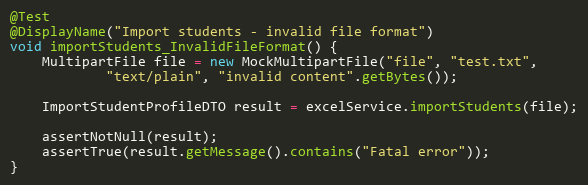 @Test
@DisplayName("Import students - invalid file format")
void importStudents_InvalidFileFormat() {
    MultipartFile file = new MockMultipartFile("file", "test.txt",
            "text/plain", "invalid content".getBytes());

    ImportStudentProfileDTO result = excelService.importStudents(file);

    assertNotNull(result);
    assertTrue(result.getMessage().contains("Fatal error"));
}